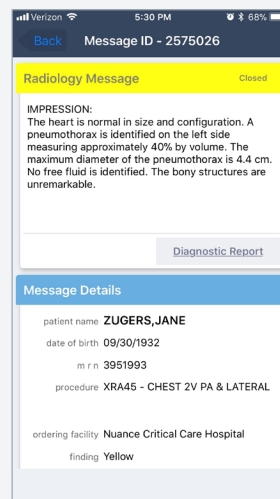 Verizon 5:30 PM 68%
Back Message ID - 2575026
Radiology Message Closed
IMPRESSION:
The heart is normal in size and configuration. A
pneumothorax is identified on the left side
measuring approximately 40% by volume. The
maximum diameter of the pneumothorax is 4.4 cm.
No free fluid is identified. The bony structures are
unremarkable.
Diagnostic Report
Message Details
patient name ZUGERS,JANE
date of birth 09/30/1932
m r n 3951993
procedure XRA45 - CHEST 2V PA & LATERAL
ordering facility Nuance Critical Care Hospital
finding Yellow